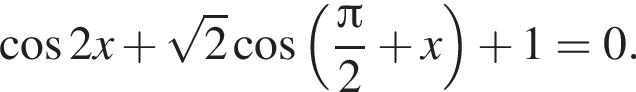 cos 2x + √2 cos (π/2 + x) + 1 = 0.